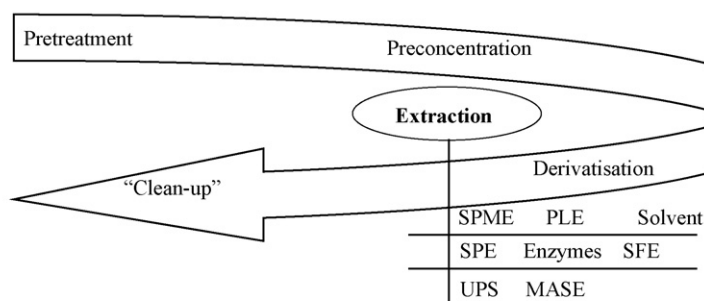 Pretreatment
Preconcentration
Extraction
Derivatisation
“Clean-up”
SPME PLE Solvent
SPE Enzymes SFE
UPS MASE